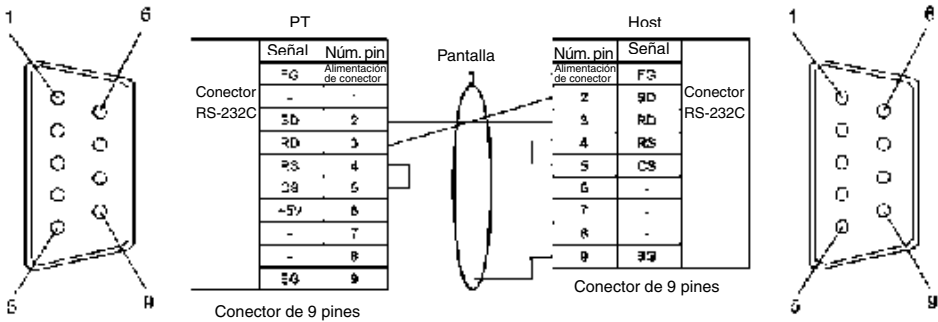 1
6
PT
Host
1
6
Señal
Núm. pin
Pantalla
Núm. pin
Señal
FG
Alimentación de conector
Alimentación de conector
FG
Conector RS-232C
-
-
2
SD
Conector RS-232C
SD
2
3
RD
RD
3
4
RS
RS
4
5
CS
CS
5
6
-
+5V
6
7
-
-
7
8
-
-
8
9
SG
SG
9
5
9
5
9
Conector de 9 pines
Conector de 9 pines